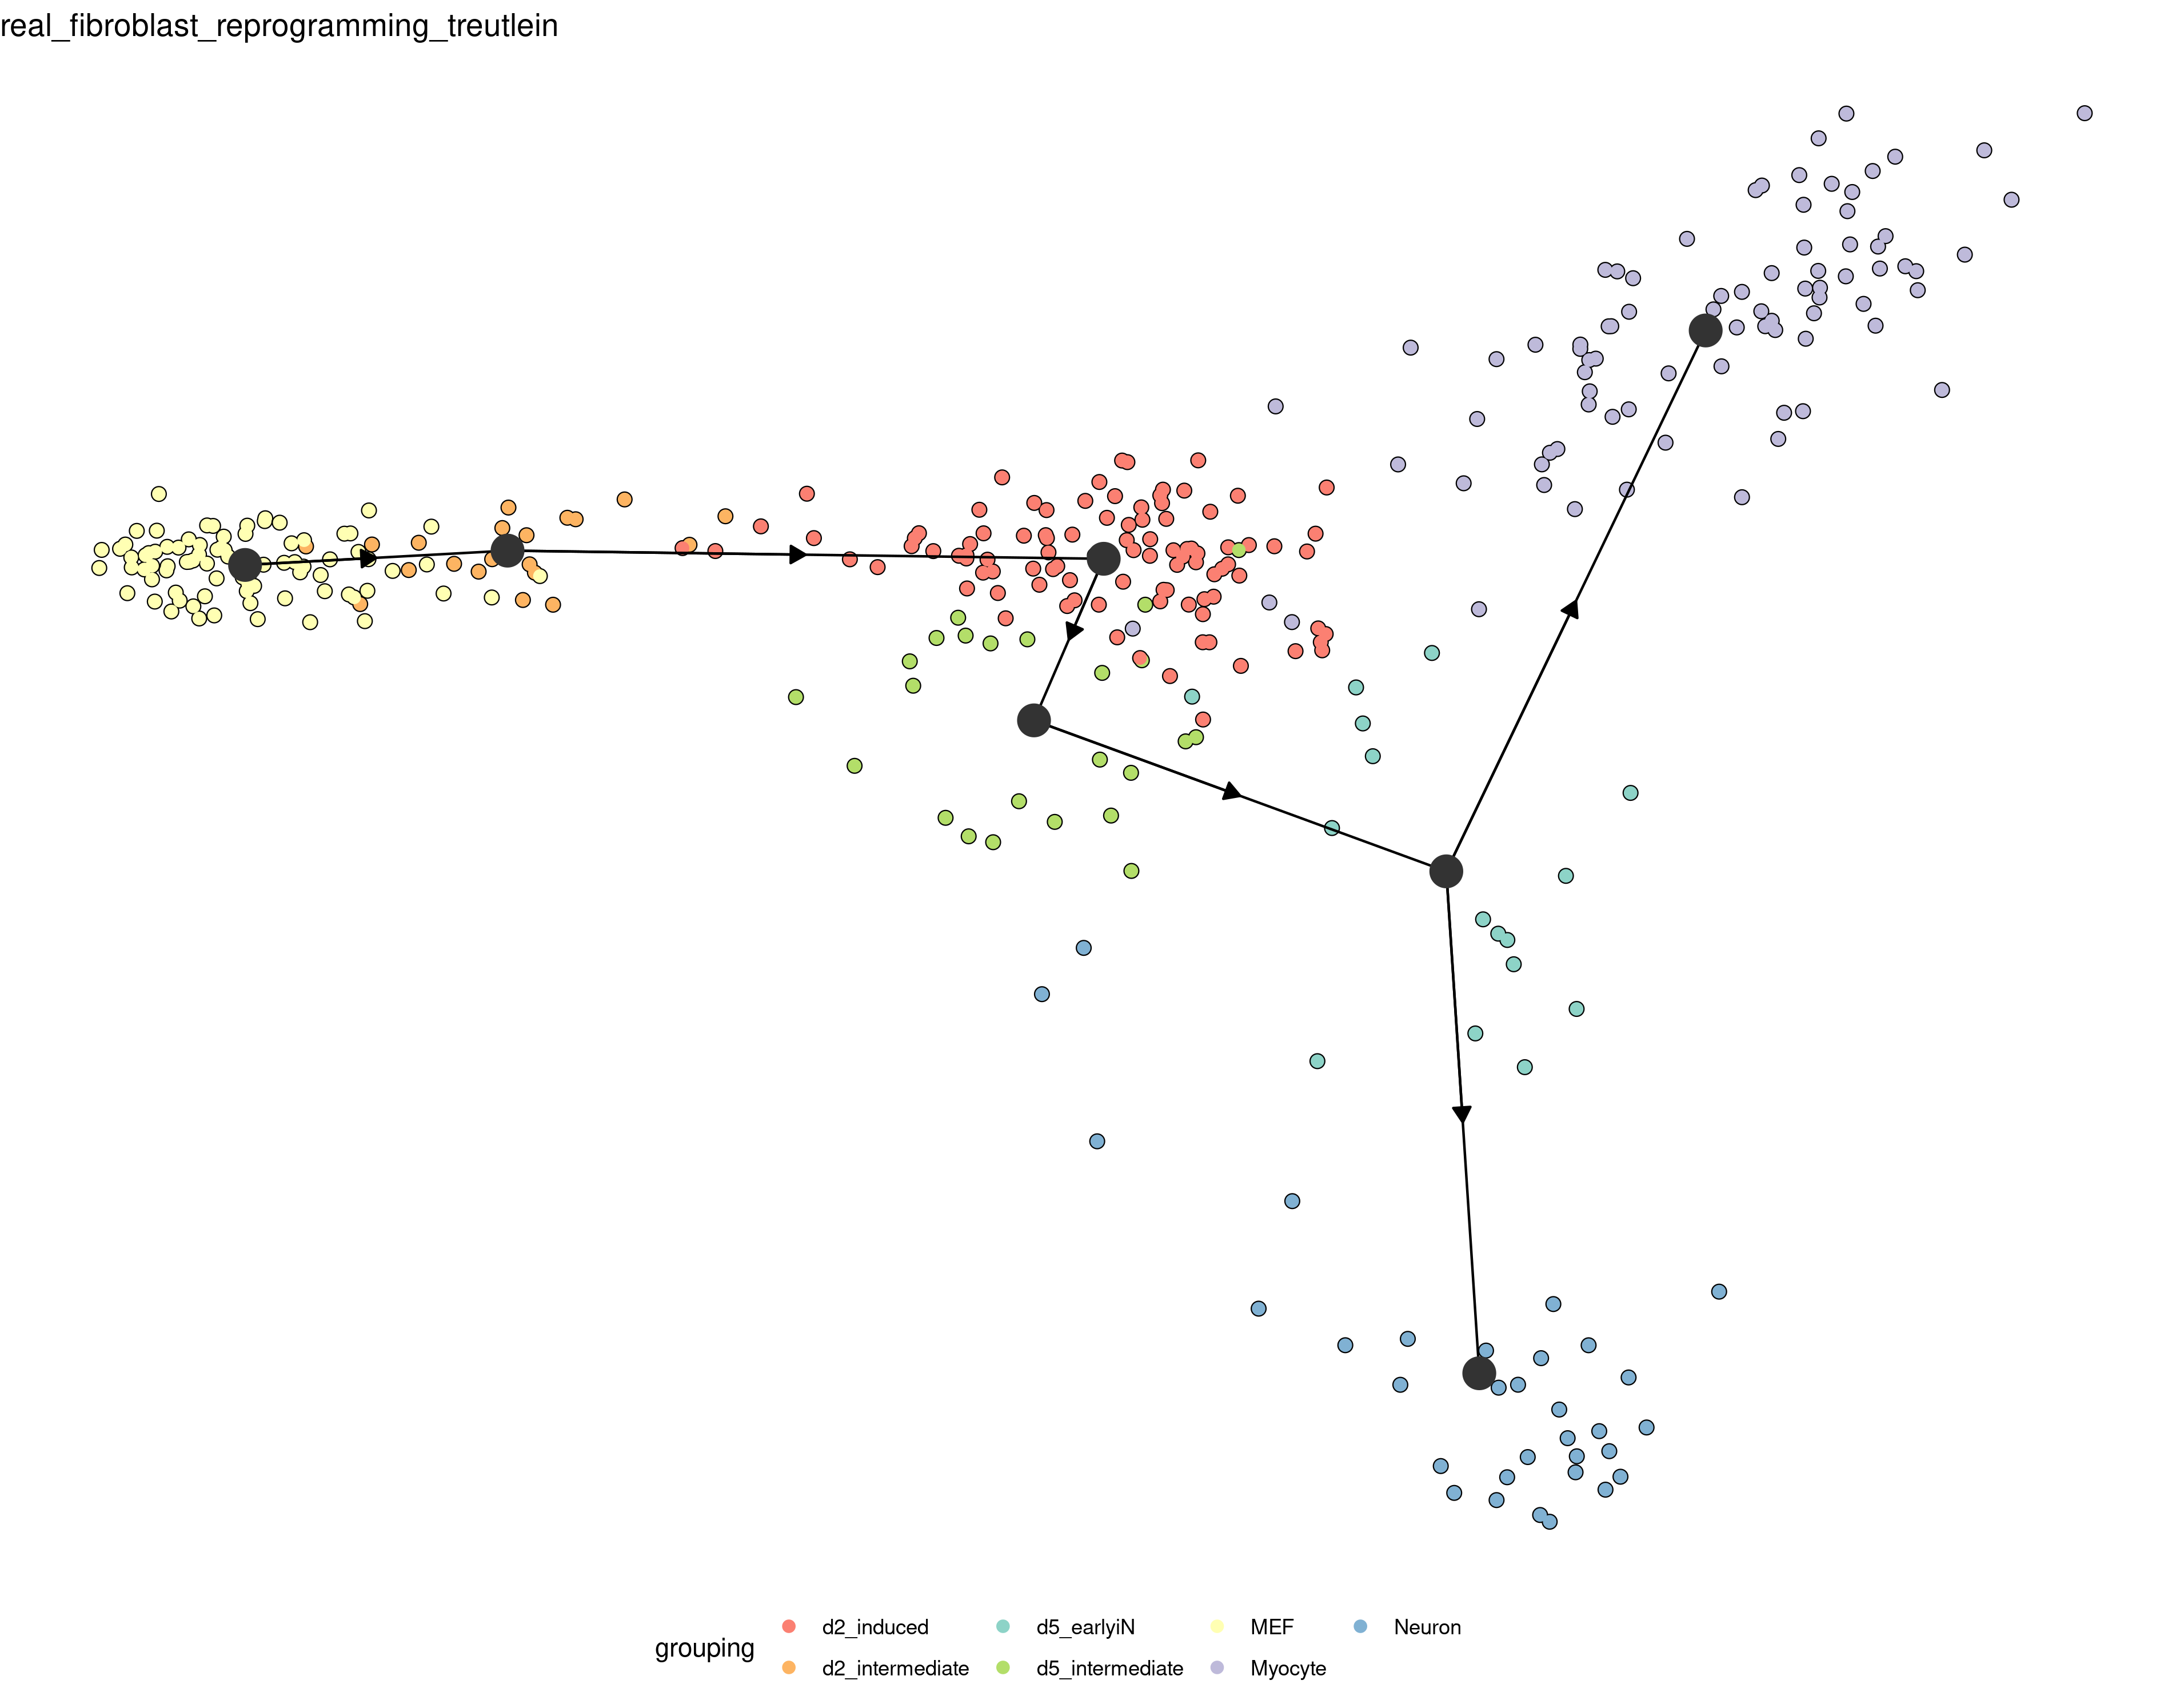 real_fibroblast_reprogramming_treutlein
grouping
d2_induced d5_earlyiN MEF Neuron
d2_intermediate d5_intermediate Myocyte